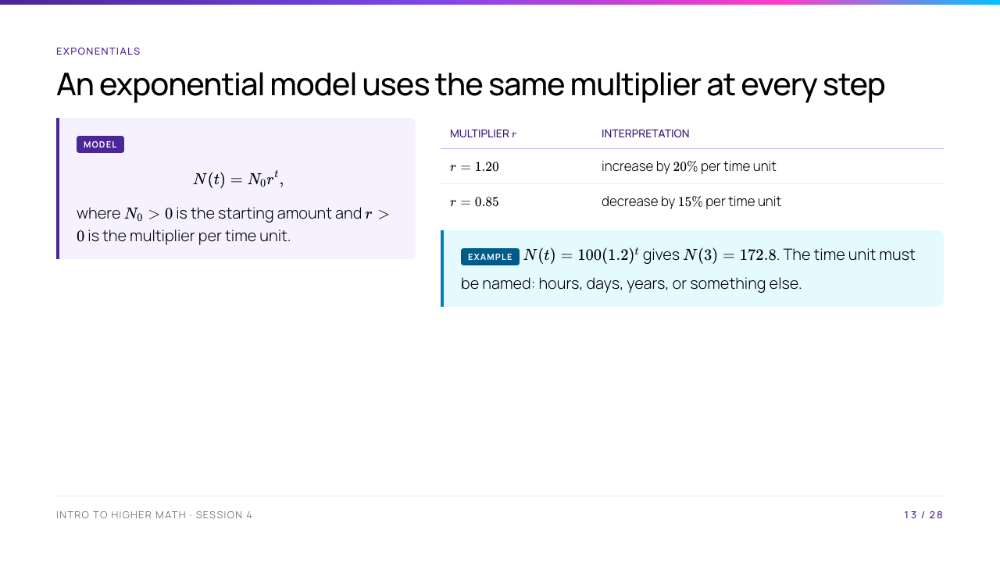 EXPONENTIALS
An exponential model uses the same multiplier at every step
MODEL
N(t) = N₀rᵗ,
where N₀ > 0 is the starting amount and r >
0 is the multiplier per time unit.
MULTIPLIER r INTERPRETATION
r = 1.20 increase by 20% per time unit
r = 0.85 decrease by 15% per time unit
EXAMPLE N(t) = 100(1.2)ᵗ gives N(3) = 172.8. The time unit must
be named: hours, days, years, or something else.
INTRO TO HIGHER MATH · SESSION 4
13 / 28